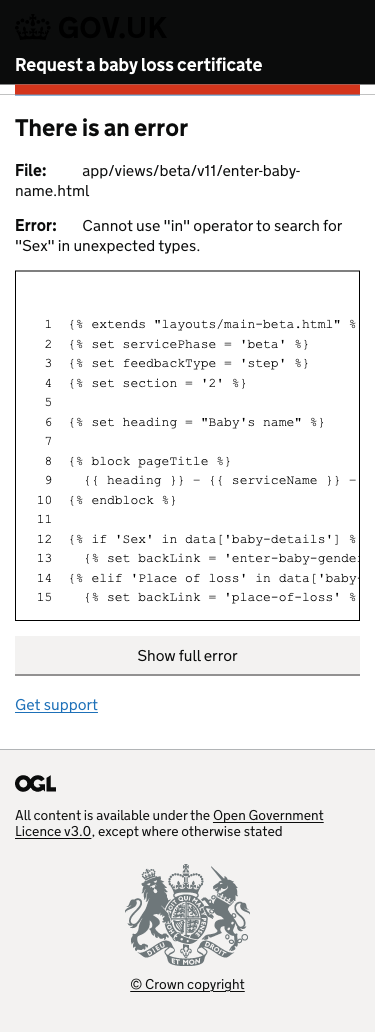 GOV.UK
Request a baby loss certificate
There is an error
File: app/views/beta/v11/enter-baby-
name.html
Error: Cannot use "in" operator to search for
"Sex" in unexpected types.
1 {% extends "layouts/main-beta.html" %
2 {% set servicePhase = 'beta' %}
3 {% set feedbackType = 'step' %}
4 {% set section = '2' %}
5
6 {% set heading = "Baby's name" %}
7
8 {% block pageTitle %}
9 {{ heading }} - {{ serviceName }} -
10 {% endblock %}
11
12 {% if 'Sex' in data['baby-details'] %
13 {% set backLink = 'enter-baby-gende
14 {% elif 'Place of loss' in data['baby-
15 {% set backLink = 'place-of-loss' %
Show full error
Get support
OGL
All content is available under the Open Government
Licence v3.0, except where otherwise stated
DIEU ET MON DROIT
© Crown copyright